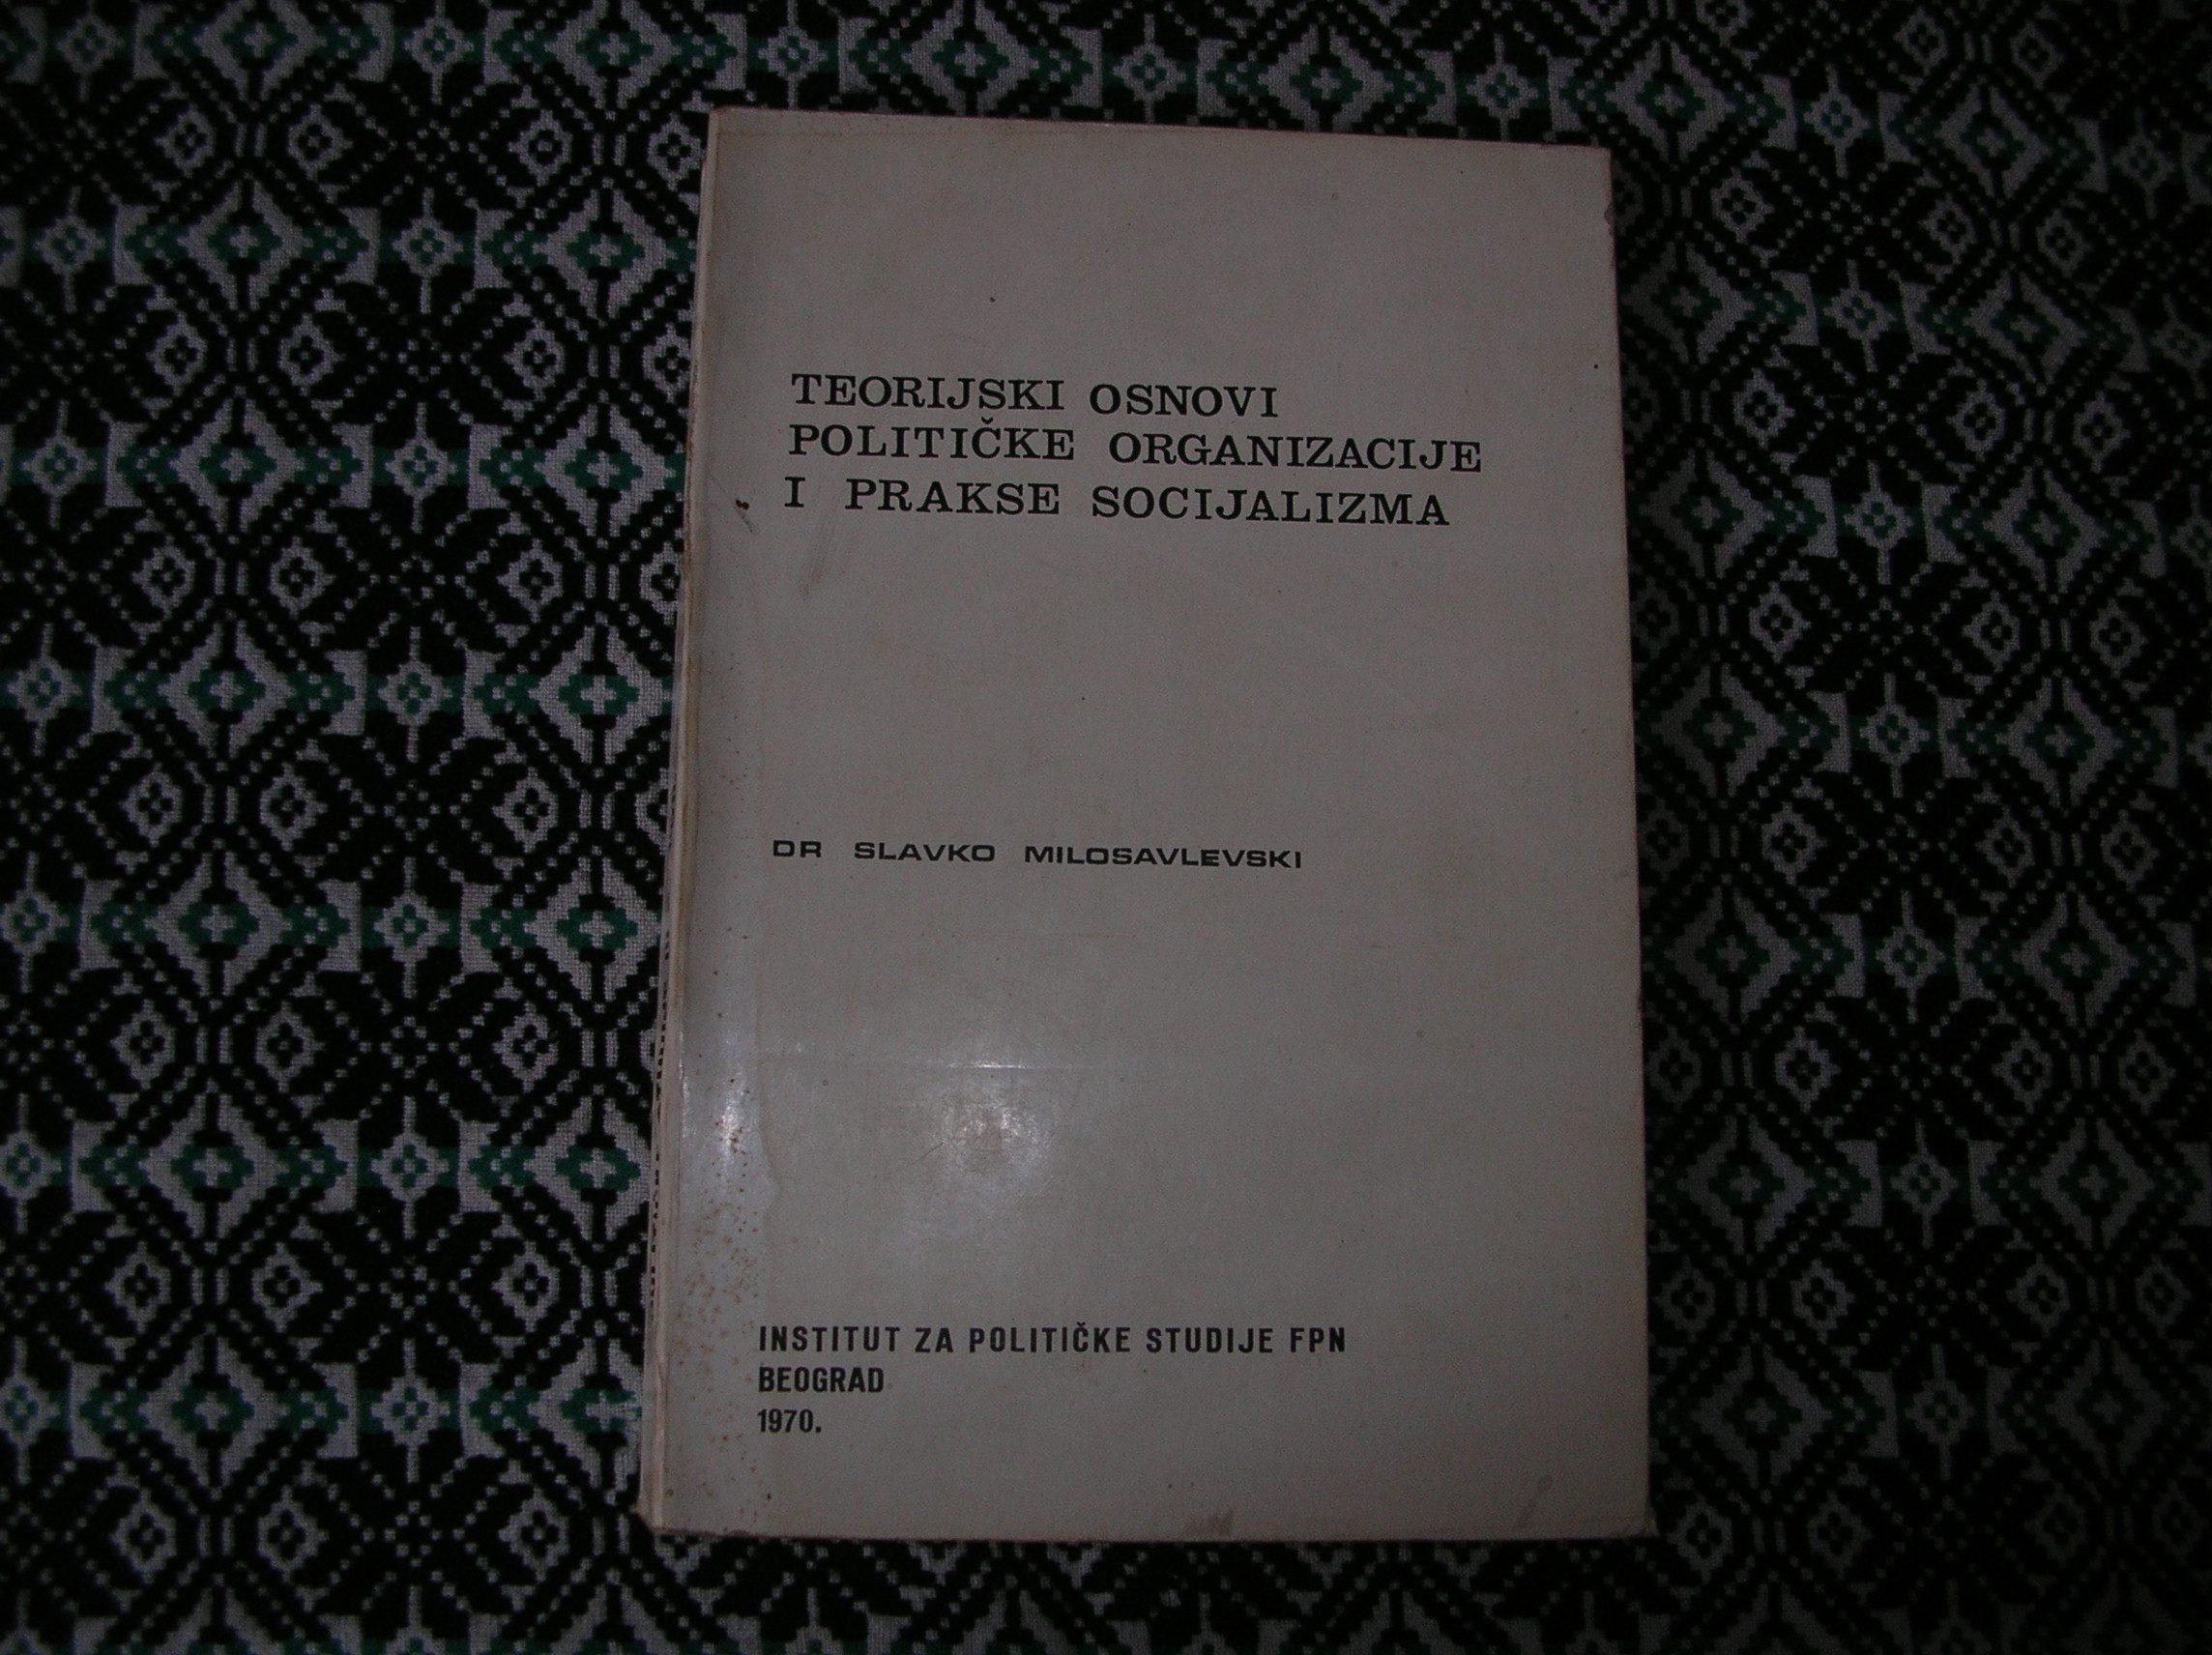 TEORIJSKI OSNOVI
POLITIČKE ORGANIZACIJE
I PRAKSE SOCIJALIZMA
DR SLAVKO MILOSAVLEVSKI
INSTITUT ZA POLITIČKE STUDIJE FPN
BEOGRAD
1970.